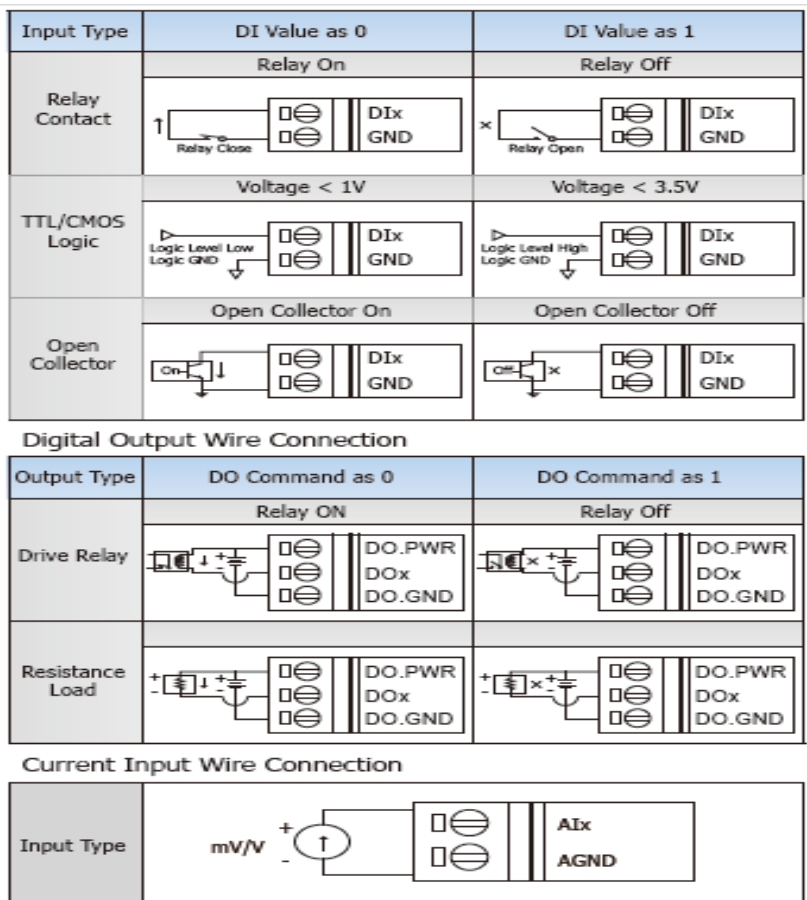 Input Type DI Value as 0 DI Value as 1
Relay On Relay Off
Relay
Contact
DIx DIx
GND GND
Relay Close Relay Open
Voltage < 1V Voltage < 3.5V
TTL/CMOS
Logic
DIx DIx
Logic Level Low Logic Level High
Logic GND Logic GND
GND GND
Open Collector On Open Collector Off
Open
Collector
DIx DIx
On Off
GND GND
Digital Output Wire Connection
Output Type DO Command as 0 DO Command as 1
Relay ON Relay Off
Drive Relay
DO.PWR DO.PWR
+ +
- -
DOx DOx
DO.GND DO.GND
Resistance
Load
DO.PWR DO.PWR
+ + + +
- - - -
DOx DOx
DO.GND DO.GND
Current Input Wire Connection
Input Type
mV/V
+
-
AIx
AGND